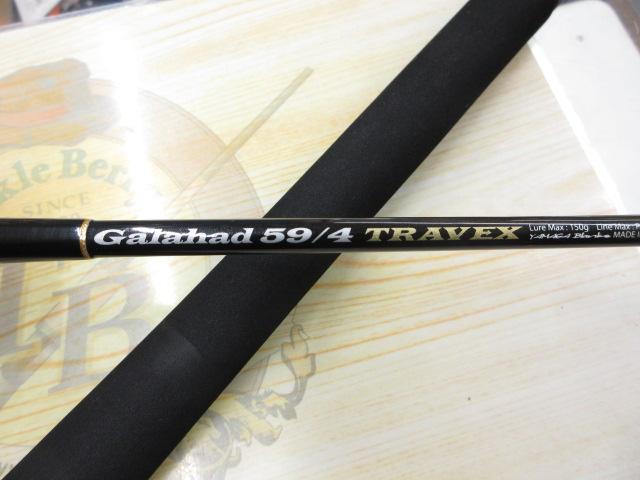 Galahad 59/4 TRAVEX
Lure Max : 150g Line Max : P
YAMAGA Blanks MADE I
kle Ber
SINCE
B